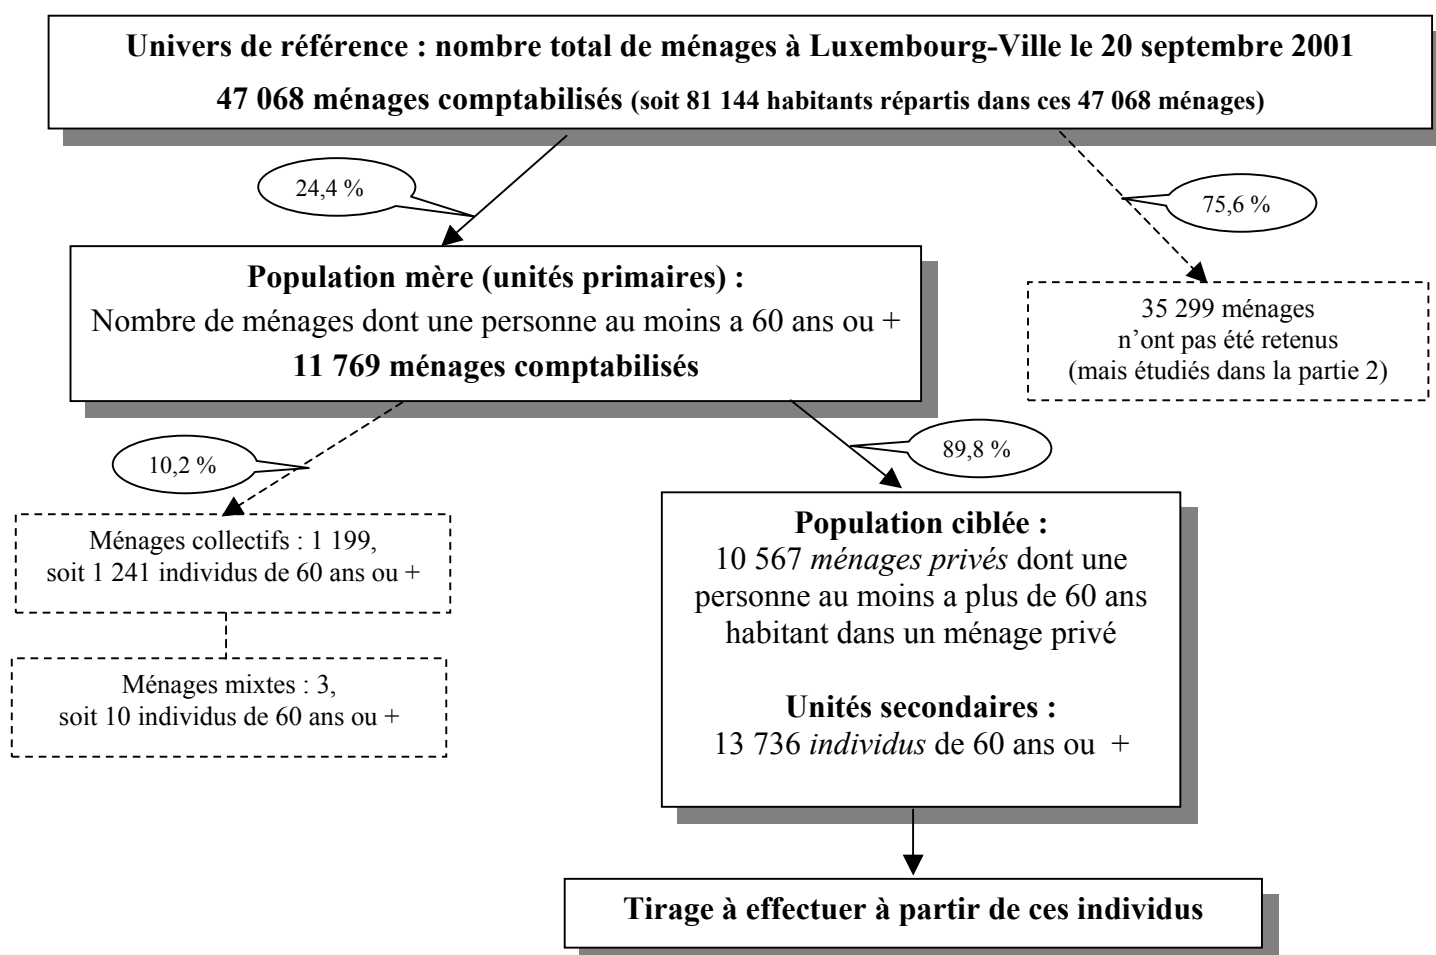 Univers de référence : nombre total de ménages à Luxembourg-Ville le 20 septembre 2001
47 068 ménages comptabilisés (soit 81 144 habitants répartis dans ces 47 068 ménages)
24,4 %
75,6 %
Population mère (unités primaires) :
Nombre de ménages dont une personne au moins a 60 ans ou +
11 769 ménages comptabilisés
35 299 ménages
n’ont pas été retenus
(mais étudiés dans la partie 2)
10,2 %
89,8 %
Ménages collectifs : 1 199,
soit 1 241 individus de 60 ans ou +
Ménages mixtes : 3,
soit 10 individus de 60 ans ou +
Population ciblée :
10 567 ménages privés dont une
personne au moins a plus de 60 ans
habitant dans un ménage privé
Unités secondaires :
13 736 individus de 60 ans ou +
Tirage à effectuer à partir de ces individus